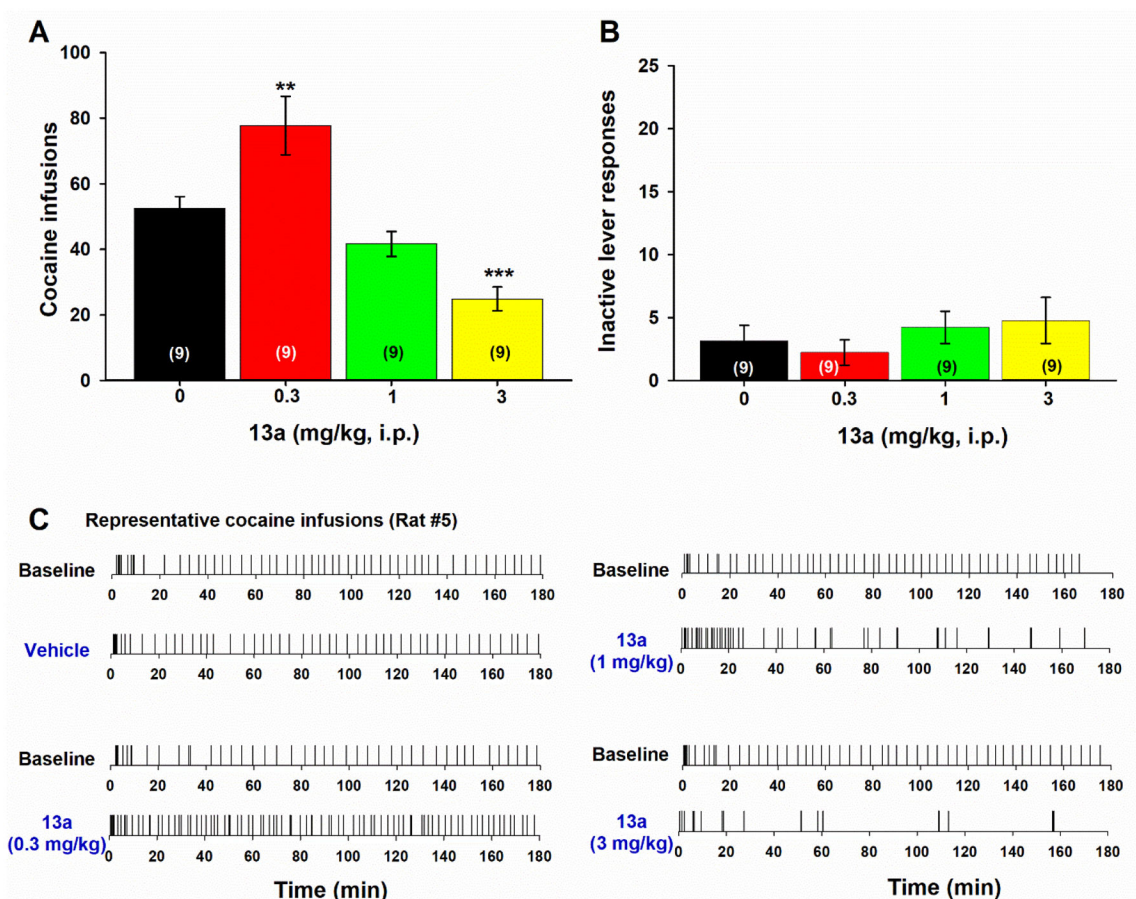 A
100
80
60
40
20
0
Cocaine infusions
**
***
(9)
(9)
(9)
(9)
0 0.3 1 3
13a (mg/kg, i.p.)
B
25
20
15
10
5
0
Inactive lever responses
(9)
(9)
(9)
(9)
0 0.3 1 3
13a (mg/kg, i.p.)
C Representative cocaine infusions (Rat #5)
Baseline
0 20 40 60 80 100 120 140 160 180
Vehicle
0 20 40 60 80 100 120 140 160 180
Baseline
0 20 40 60 80 100 120 140 160 180
13a
(0.3 mg/kg)
0 20 40 60 80 100 120 140 160 180
Time (min)
Baseline
0 20 40 60 80 100 120 140 160 180
13a
(1 mg/kg)
0 20 40 60 80 100 120 140 160 180
Baseline
0 20 40 60 80 100 120 140 160 180
13a
(3 mg/kg)
0 20 40 60 80 100 120 140 160 180
Time (min)